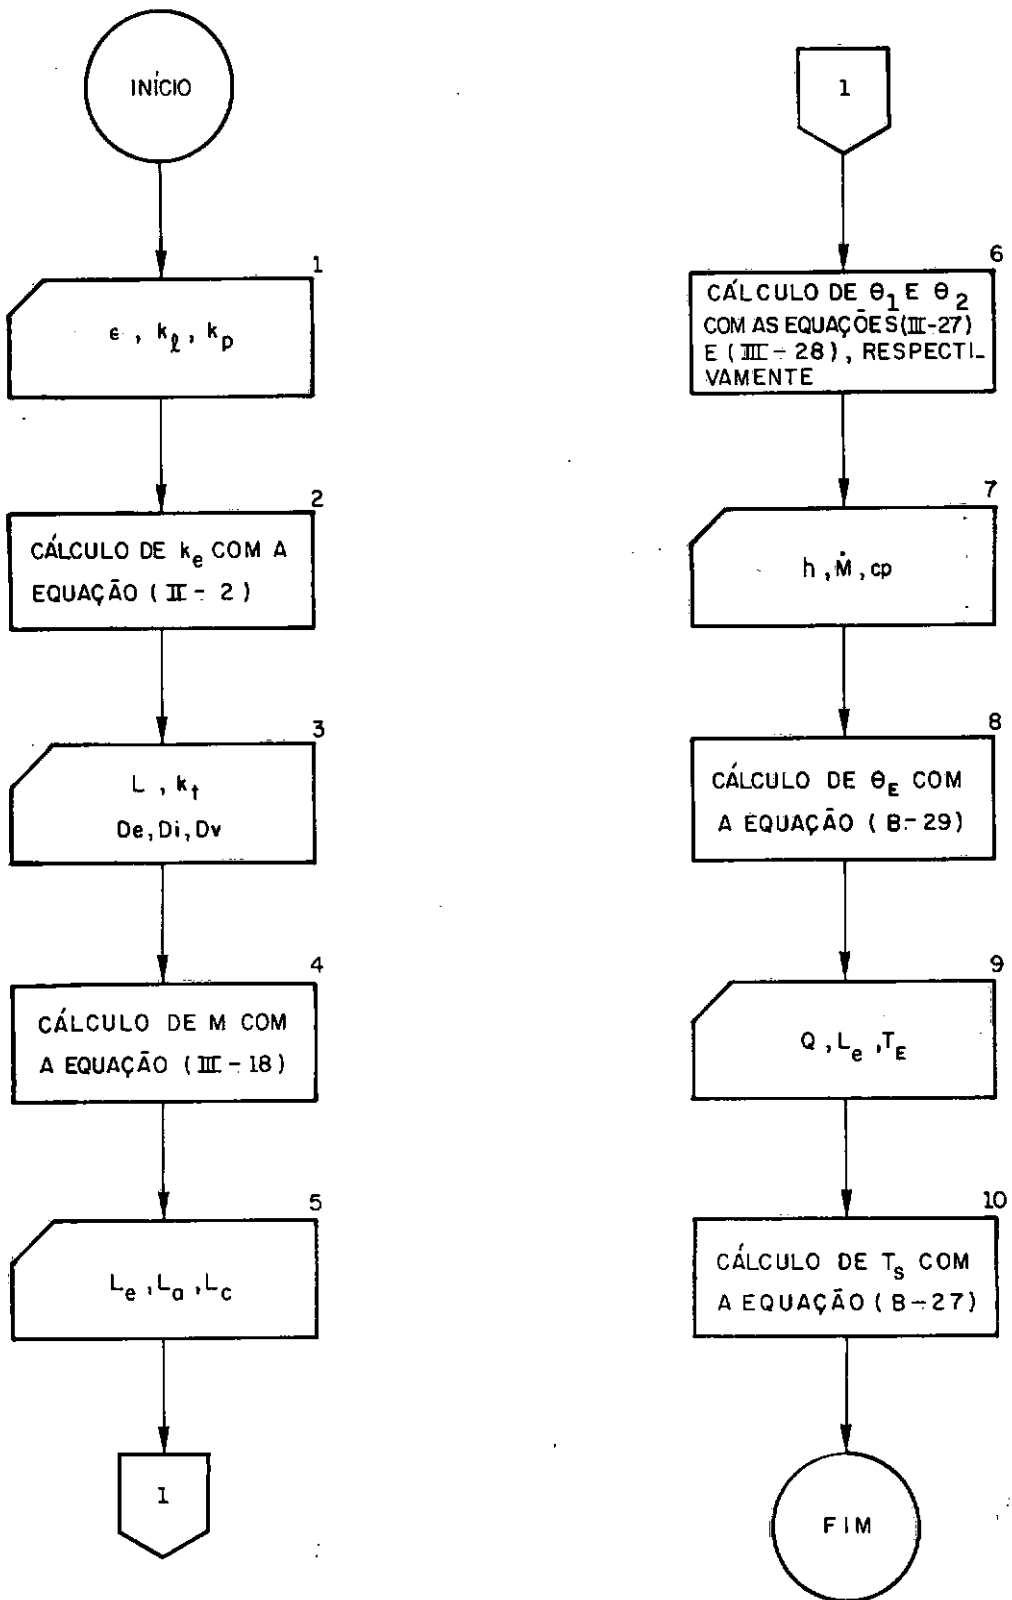 INÍCIO
1
ϵ , kℓ , kp
2
CÁLCULO DE ke COM A
EQUAÇÃO ( II - 2 )
3
L , kt
De, Di, Dv
4
CÁLCULO DE M COM
A EQUAÇÃO ( III - 18)
5
Le , La , Lc
1
1
6
CÁLCULO DE θ1 E θ2
COM AS EQUAÇÕES (III-27)
E ( III - 28 ), RESPECTI-
VAMENTE
7
h , Ṁ , cp
8
CÁLCULO DE θE COM
A EQUAÇÃO ( B - 29)
9
Q , Le , TE
10
CÁLCULO DE Ts COM
A EQUAÇÃO ( B - 27 )
FIM